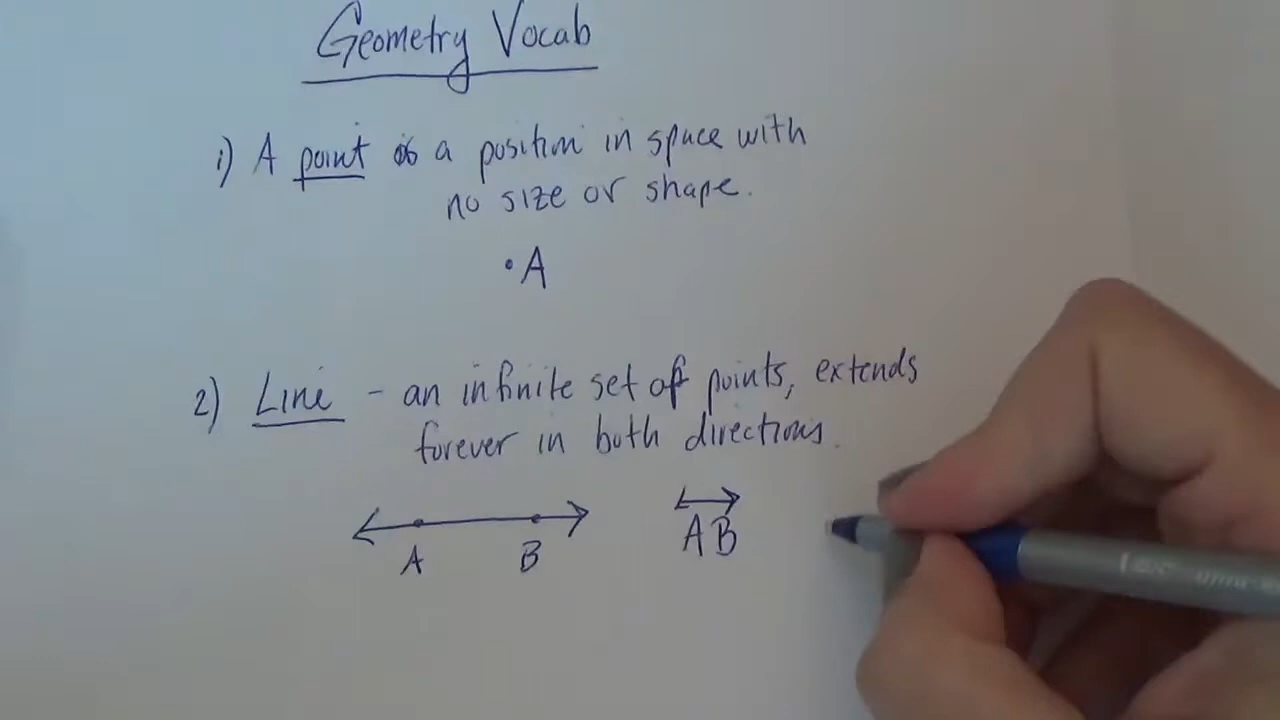 Geometry Vocab
1) A point is a position in space with
no size or shape.
• A
2) Line - an infinite set of points, extends
forever in both directions.
A B
AB